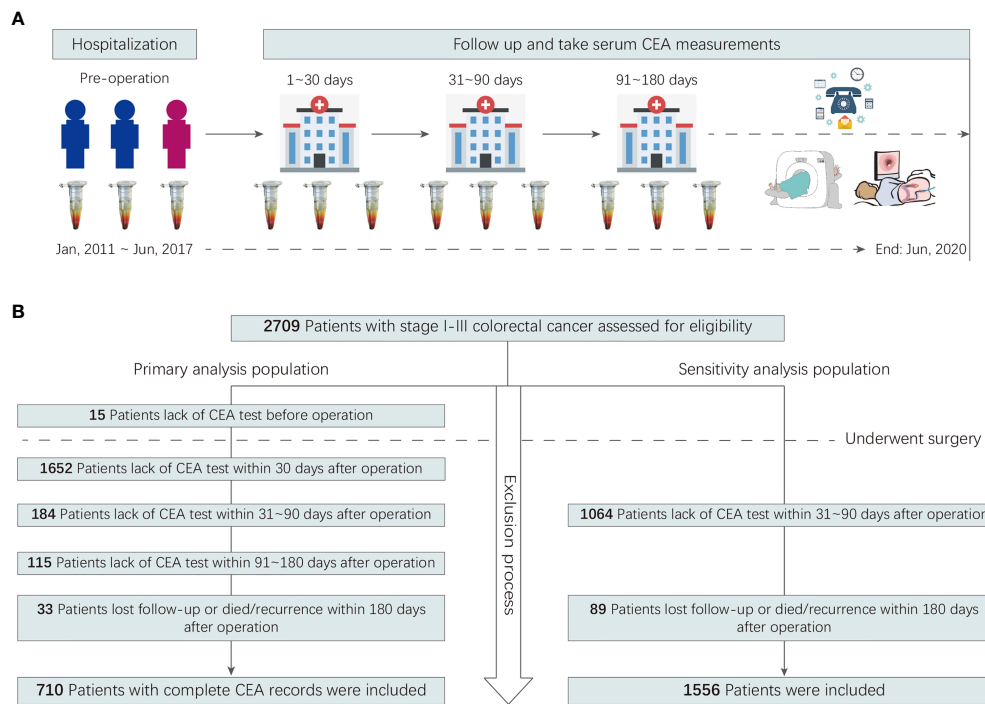 A
Hospitalization
Follow up and take serum CEA measurements
Pre-operation
1~30 days
31~90 days
91~180 days
Jan, 2011 ~ Jun, 2017
End: Jun, 2020
B
2709 Patients with stage I-III colorectal cancer assessed for eligibility
Primary analysis population
Sensitivity analysis population
15 Patients lack of CEA test before operation
Underwent surgery
1652 Patients lack of CEA test within 30 days after operation
184 Patients lack of CEA test within 31~90 days after operation
1064 Patients lack of CEA test within 31~90 days after operation
115 Patients lack of CEA test within 91~180 days after operation
33 Patients lost follow-up or died/recurrence within 180 days
after operation
89 Patients lost follow-up or died/recurrence within 180 days
after operation
Exclusion process
710 Patients with complete CEA records were included
1556 Patients were included